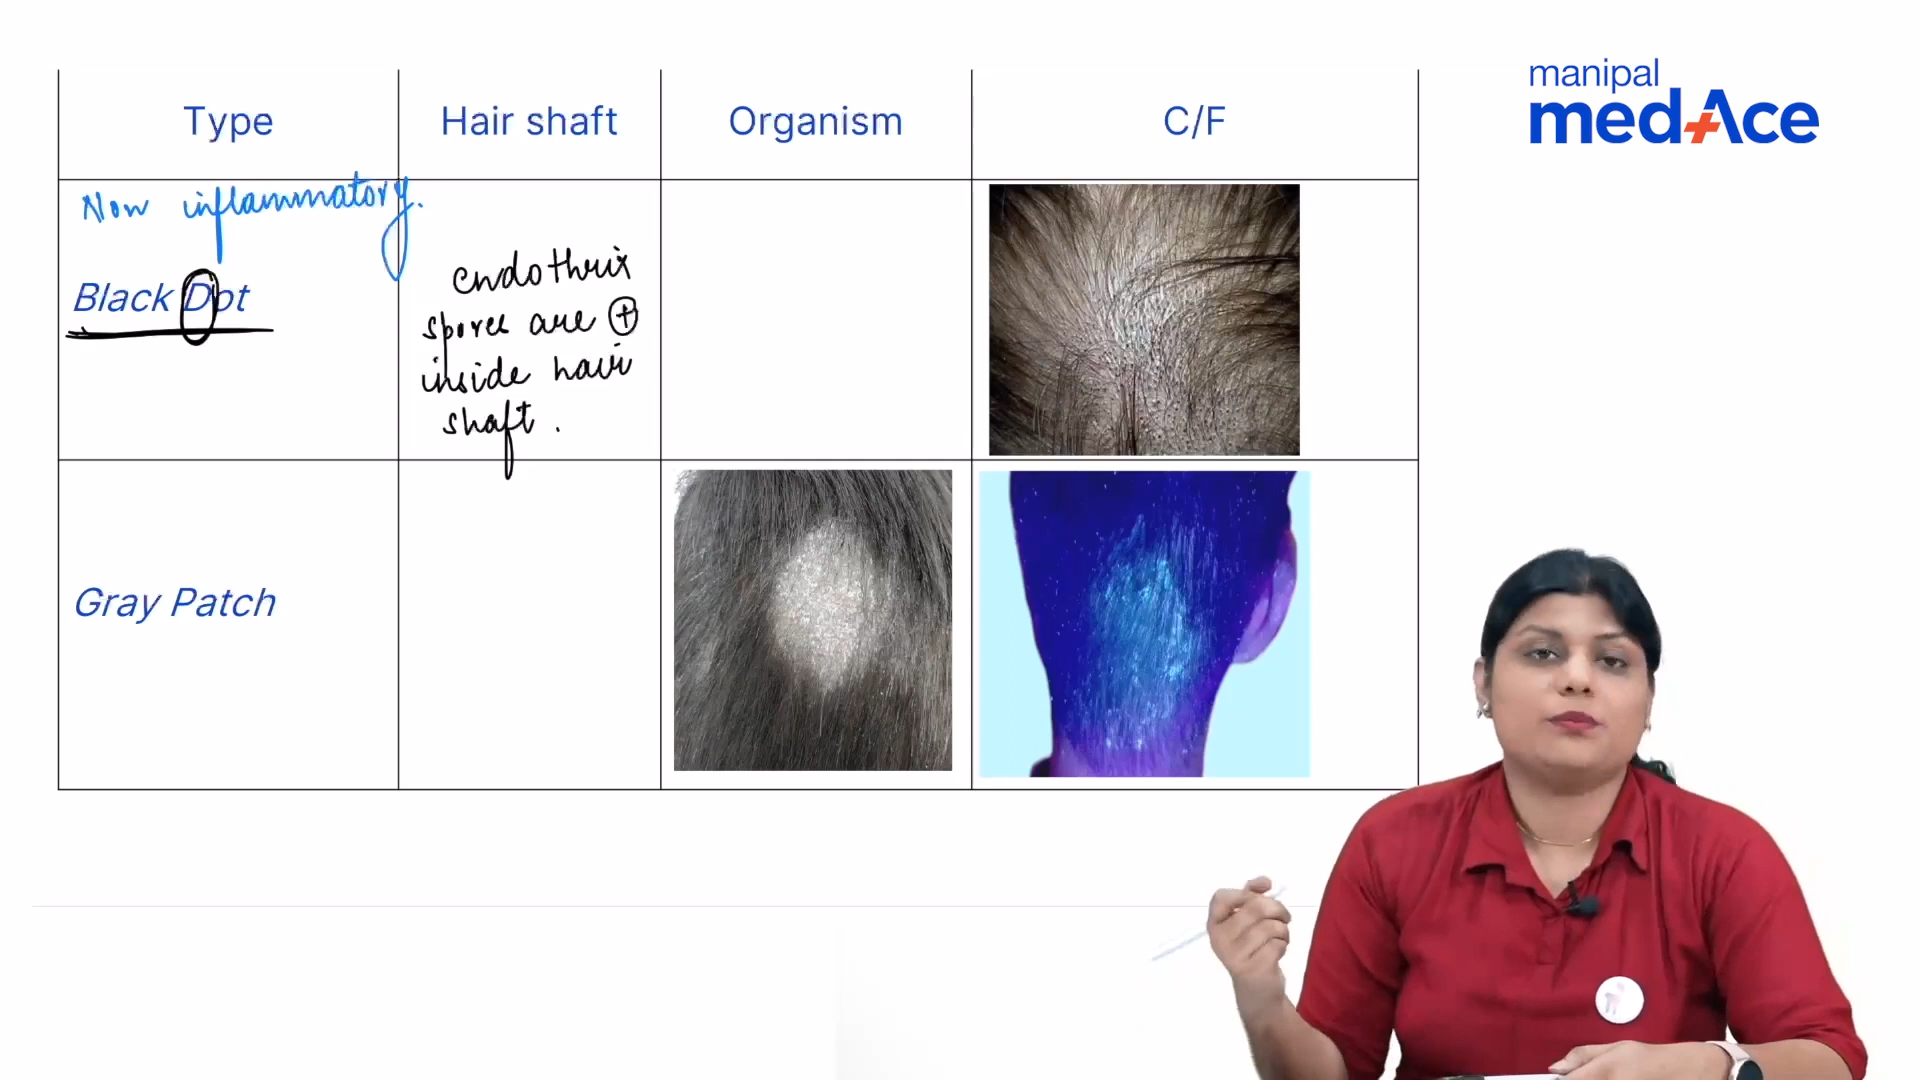 manipal
medAce
Type
Hair shaft
Organism
C/F
Non inflammatory.
Black Dot
endothrix
spores are +
inside hair
shaft.
Gray Patch